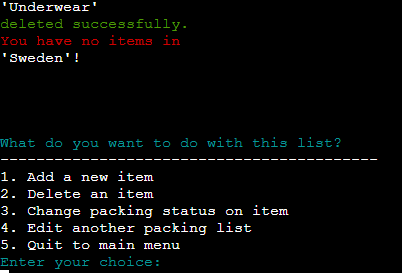 'Underwear'
deleted successfully.
You have no items in
'Sweden'!
What do you want to do with this list?
------------------------------------------
1. Add a new item
2. Delete an item
3. Change packing status on item
4. Edit another packing list
5. Quit to main menu
Enter your choice: